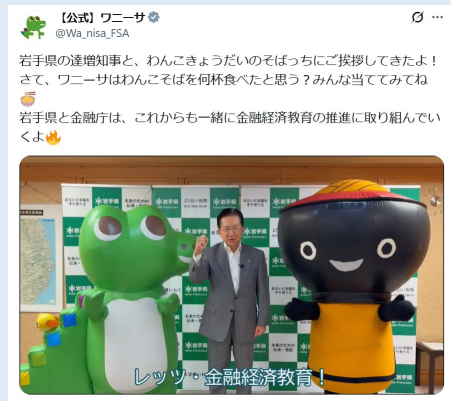 【公式】ワニーサ
@Wa_nisa_FSA
岩手県の達増知事と、わんこきょうだいのそばっちにご挨拶してきたよ！
さて、ワニーサはわんこそばを何杯食べたと思う？みんな当ててみてね
🍜
岩手県と金融庁は、これからも一緒に金融経済教育の推進に取り組んでい
くよ🔥
岩手県
レッツ・金融経済教育！